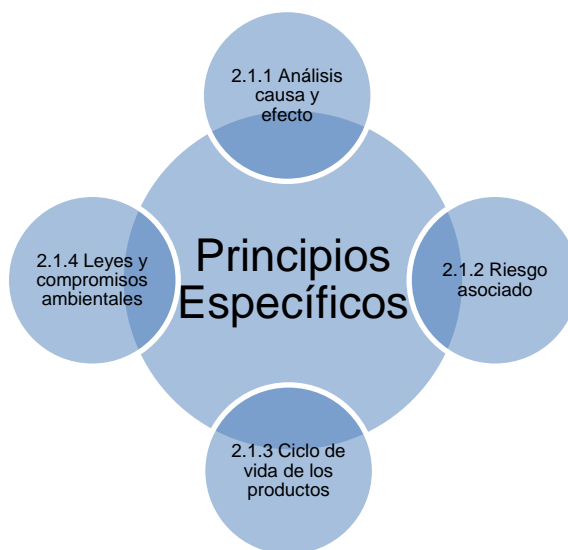 2.1.1 Análisis
causa y
efecto
Principios
Específicos
2.1.4 Leyes y
compromisos
ambientales
2.1.2 Riesgo
asociado
2.1.3 Ciclo de
vida de los
productos